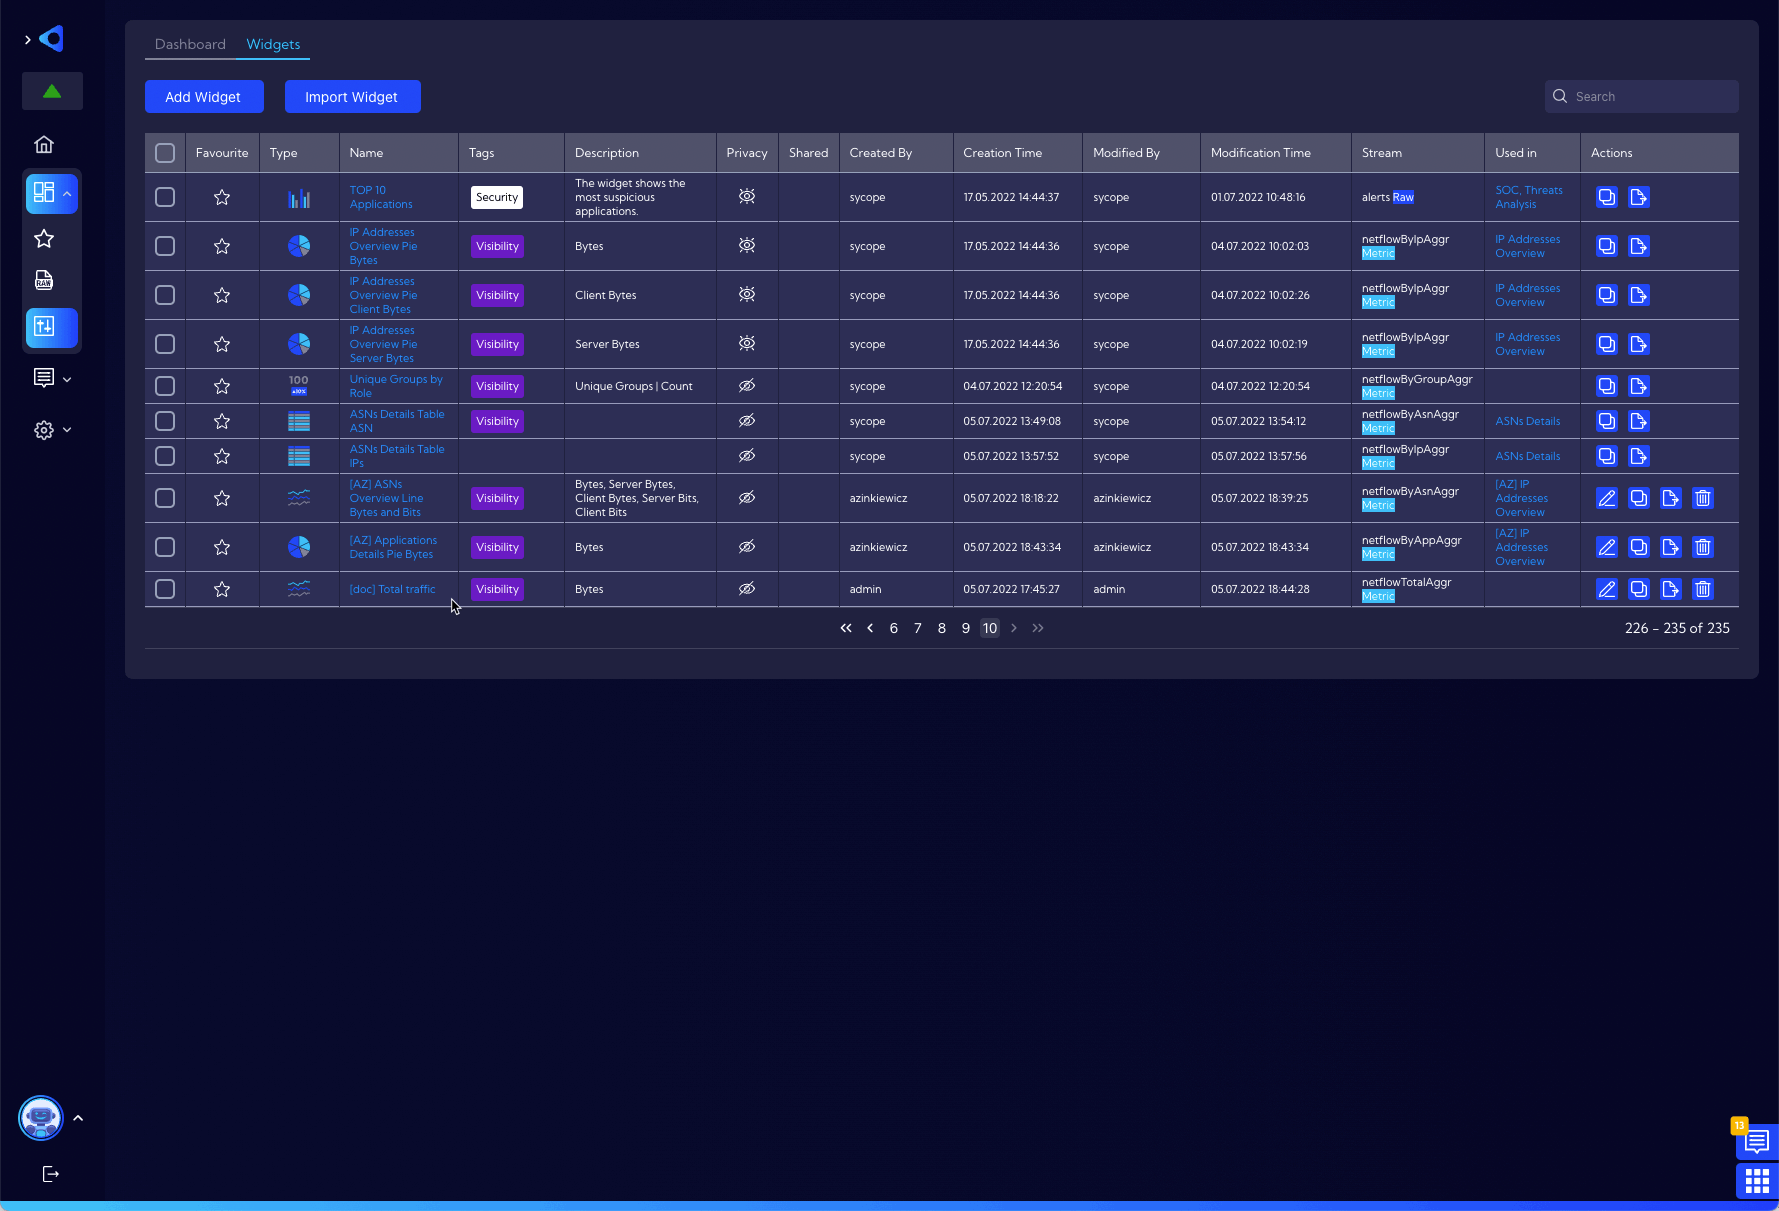 Dashboard Widgets
Add Widget Import Widget Search
Favourite Type Name Tags Description Privacy Shared Created By Creation Time Modified By Modification Time Stream Used in Actions
TOP 10
Applications
Security
The widget shows the
most suspicious
applications.
sycope
17.05.2022 14:44:37
sycope
01.07.2022 10:48:16
alerts Raw
SOC, Threats
Analysis
IP Addresses
Overview Pie
Bytes
Visibility
Bytes
sycope
17.05.2022 14:44:36
sycope
04.07.2022 10:02:03
netflowByIpAggr
Metric
IP Addresses
Overview
IP Addresses
Overview Pie
Client Bytes
Visibility
Client Bytes
sycope
17.05.2022 14:44:36
sycope
04.07.2022 10:02:26
netflowByIpAggr
Metric
IP Addresses
Overview
IP Addresses
Overview Pie
Server Bytes
Visibility
Server Bytes
sycope
17.05.2022 14:44:36
sycope
04.07.2022 10:02:19
netflowByIpAggr
Metric
IP Addresses
Overview
100
Unique Groups by
Role
Visibility
Unique Groups | Count
sycope
04.07.2022 12:20:54
sycope
04.07.2022 12:20:54
netflowByGroupAggr
Metric
ASNs Details Table
ASN
Visibility
sycope
05.07.2022 13:49:08
sycope
05.07.2022 13:54:12
netflowByAsnAggr
Metric
ASNs Details
ASNs Details Table
IPs
sycope
05.07.2022 13:57:52
sycope
05.07.2022 13:57:56
netflowByIpAggr
Metric
ASNs Details
[AZ] ASNs
Overview Line
Bytes and Bits
Visibility
Bytes, Server Bytes,
Client Bytes, Server Bits,
Client Bits
azinkiewicz
05.07.2022 18:18:22
azinkiewicz
05.07.2022 18:39:25
netflowByAsnAggr
Metric
[AZ] IP
Addresses
Overview
[AZ] Applications
Details Pie Bytes
Visibility
Bytes
azinkiewicz
05.07.2022 18:43:34
azinkiewicz
05.07.2022 18:43:34
netflowByAppAggr
Metric
[AZ] IP
Addresses
Overview
[doc] Total traffic
Visibility
Bytes
admin
05.07.2022 17:45:27
admin
05.07.2022 18:44:28
netflowTotalAggr
Metric
6 7 8 9 10
226 - 235 of 235
RAW
13